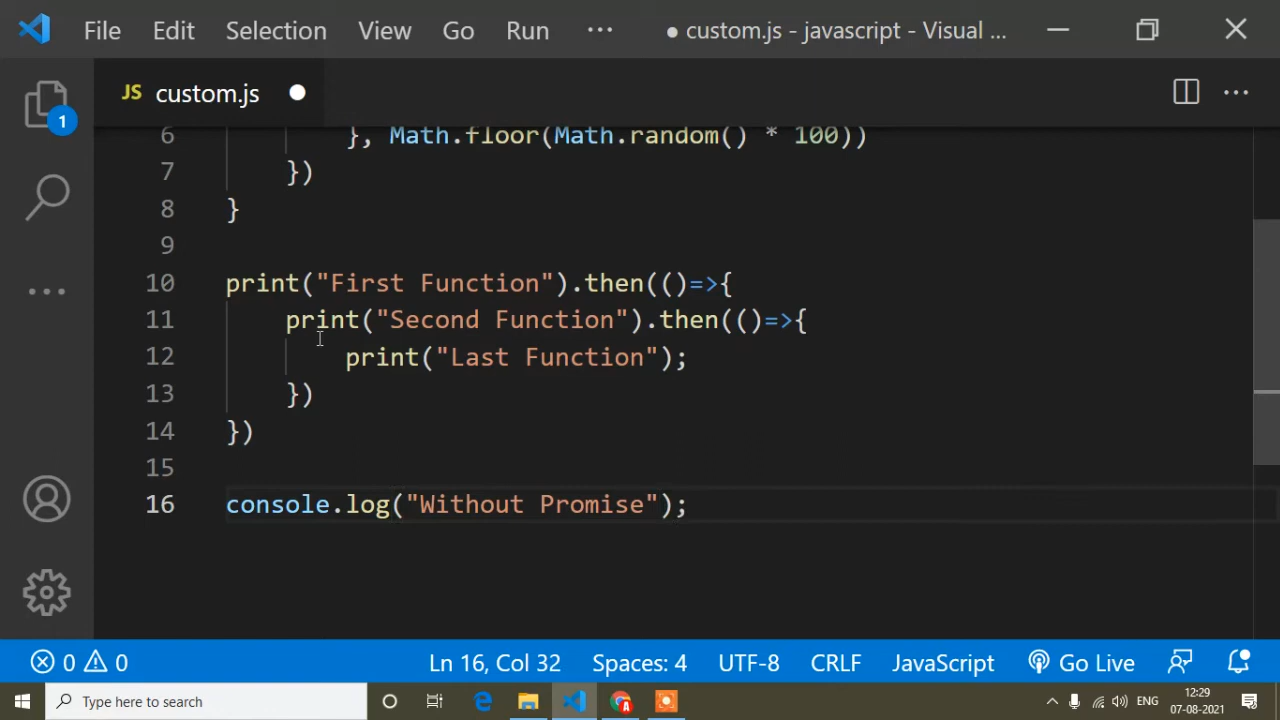 File Edit Selection View Go Run ··· ● custom.js - javascript - Visual ...
JS custom.js ● ···
1
6 }, Math.floor(Math.random() * 100))
7 })
8 }
9
10 print("First Function").then(()=>{
11 print("Second Function").then(()=>{
12 print("Last Function");
13 })
14 })
15
16 console.log("Without Promise");
0 0 Ln 16, Col 32 Spaces: 4 UTF-8 CRLF JavaScript Go Live
Type here to search ENG 12:29
07-08-2021